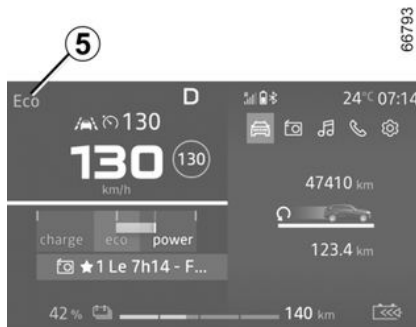 5
66793
Eco
D
24°C 07:14
130
130
130
km/h
47410 km
charge eco power
123.4 km
1 Le 7h14 - F...
42 %
140 km